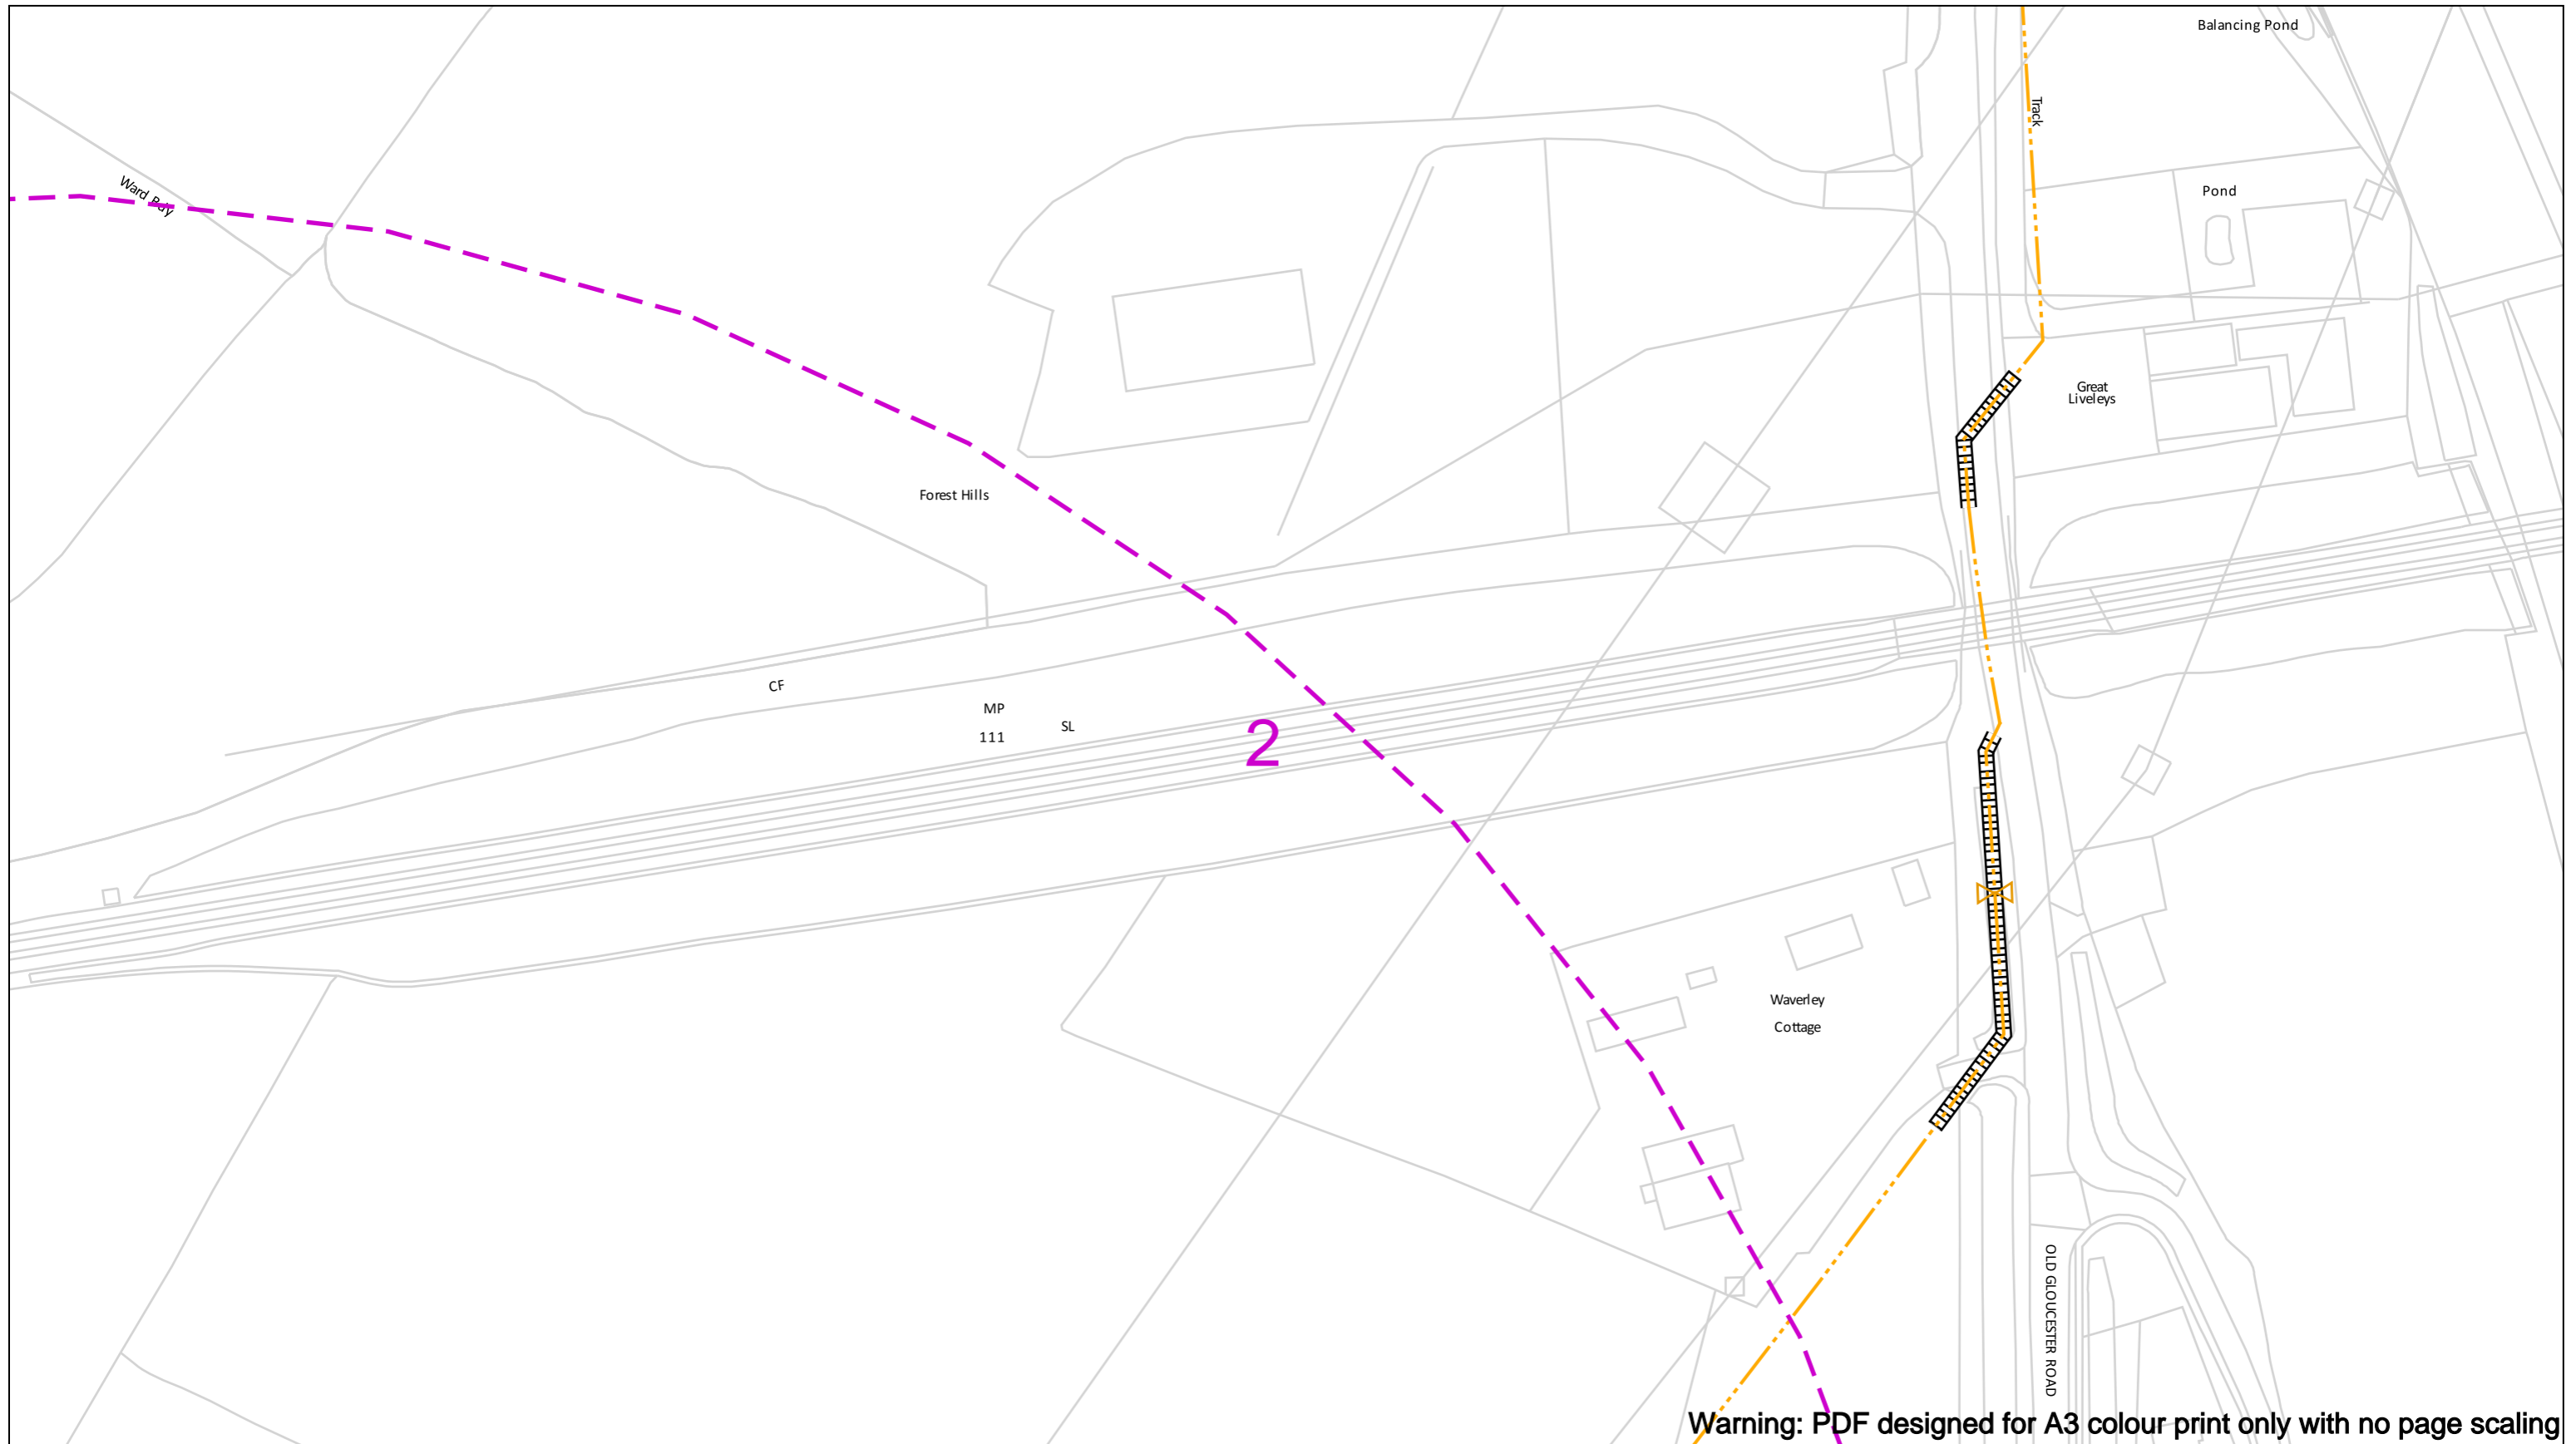 Balancing Pond
Track
Ward Bdy
Pond
Great
Liveleys
Forest Hills
CF
MP
111
SL
2
Waverley
Cottage
OLD GLOUCESTER ROAD
Warning: PDF designed for A3 colour print only with no page scaling